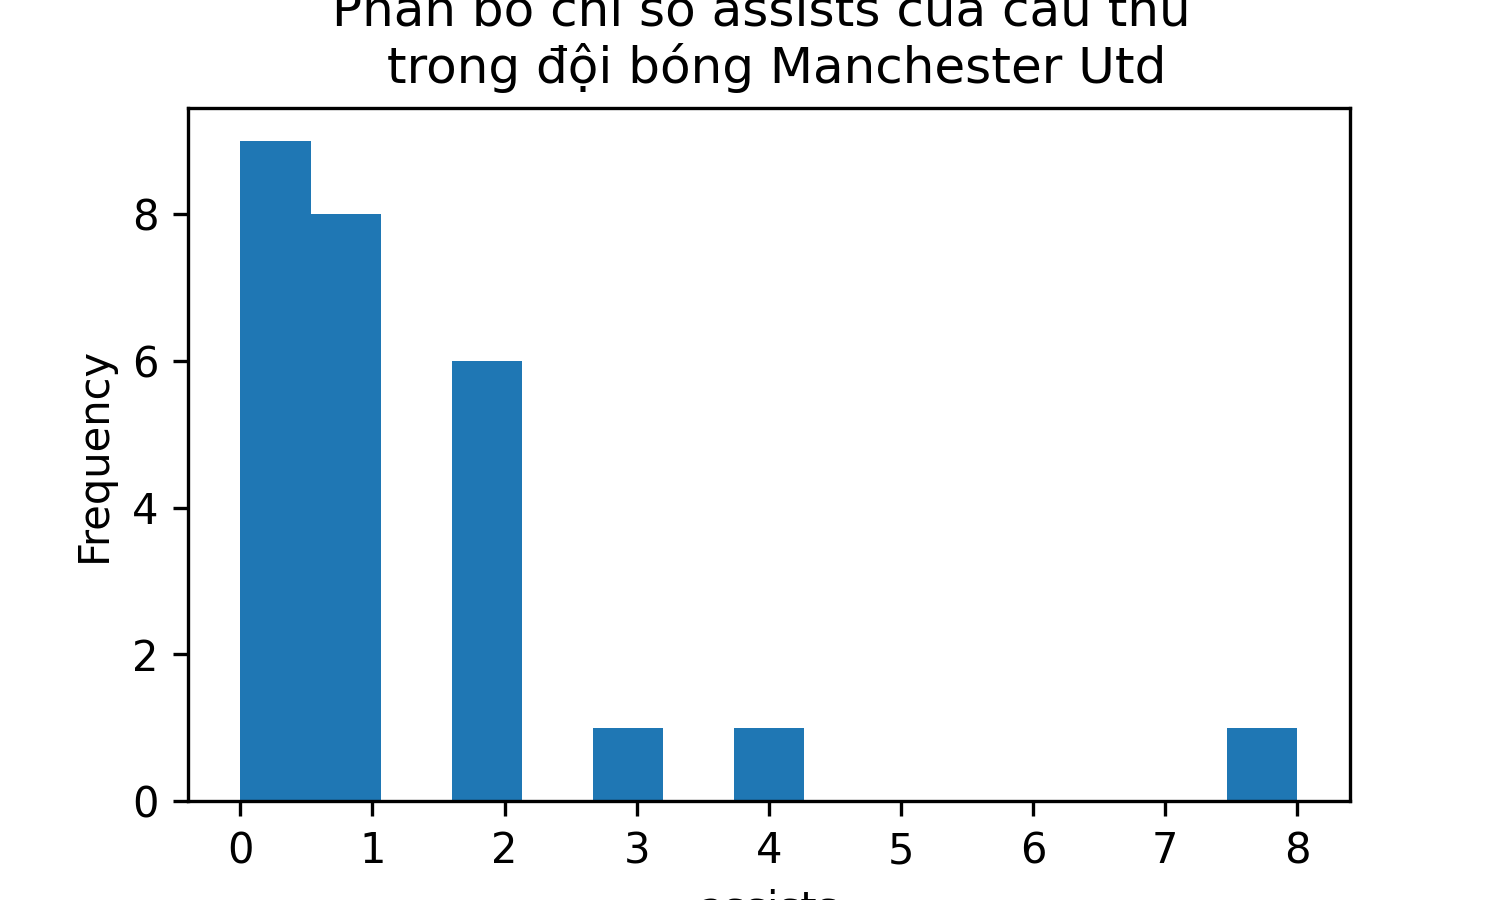 Phân bố chỉ số assists của cầu thủ
trong đội bóng Manchester Utd
Frequency
8
6
4
2
0
0 1 2 3 4 5 6 7 8
assists